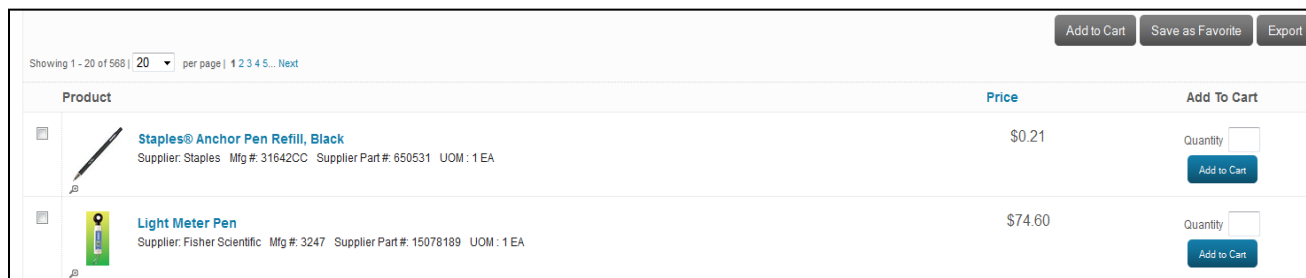 Add to Cart Save as Favorite Export
Showing 1 - 20 of 568 | 20 per page | 1 2 3 4 5... Next
Product Price Add To Cart
Staples® Anchor Pen Refill, Black $0.21 Quantity
Supplier: Staples Mfg #: 31642CC Supplier Part #: 650531 UOM : 1 EA
Add to Cart
Light Meter Pen $74.60 Quantity
Supplier: Fisher Scientific Mfg #: 3247 Supplier Part #: 15078189 UOM : 1 EA
Add to Cart